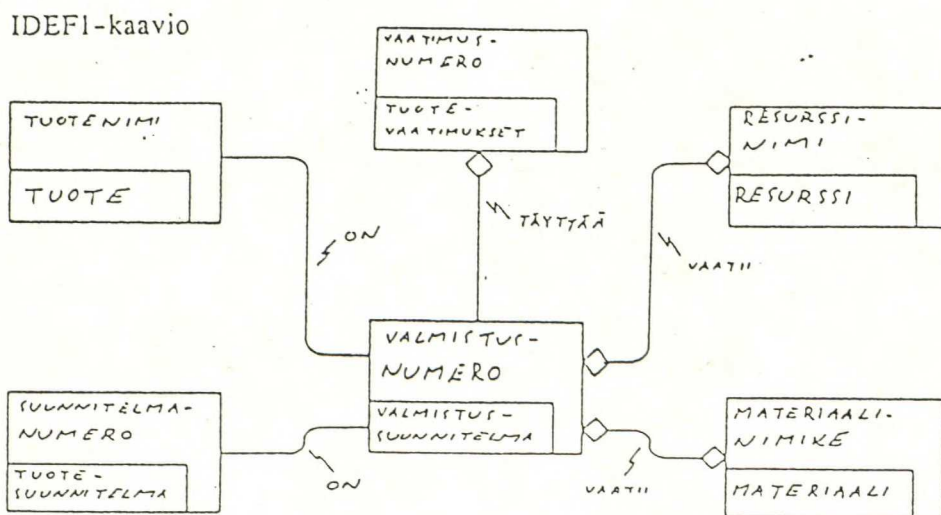 IDEF1-kaavio
VAATIMUS-
NUMERO
TUOTE-
VAATIMUKSET
TUOTENIMI
TUOTE
RESURSSI-
NIMI
RESURSSI
ON
TÄYTTÄÄ
VAATII
VALMISTUS-
NUMERO
VALMISTUS-
SUUNNITELMA
SUUNNITELMA-
NUMERO
TUOTE-
SUUNNITELMA
ON
VAATII
MATERIAALI-
NIMIKE
MATERIAALI